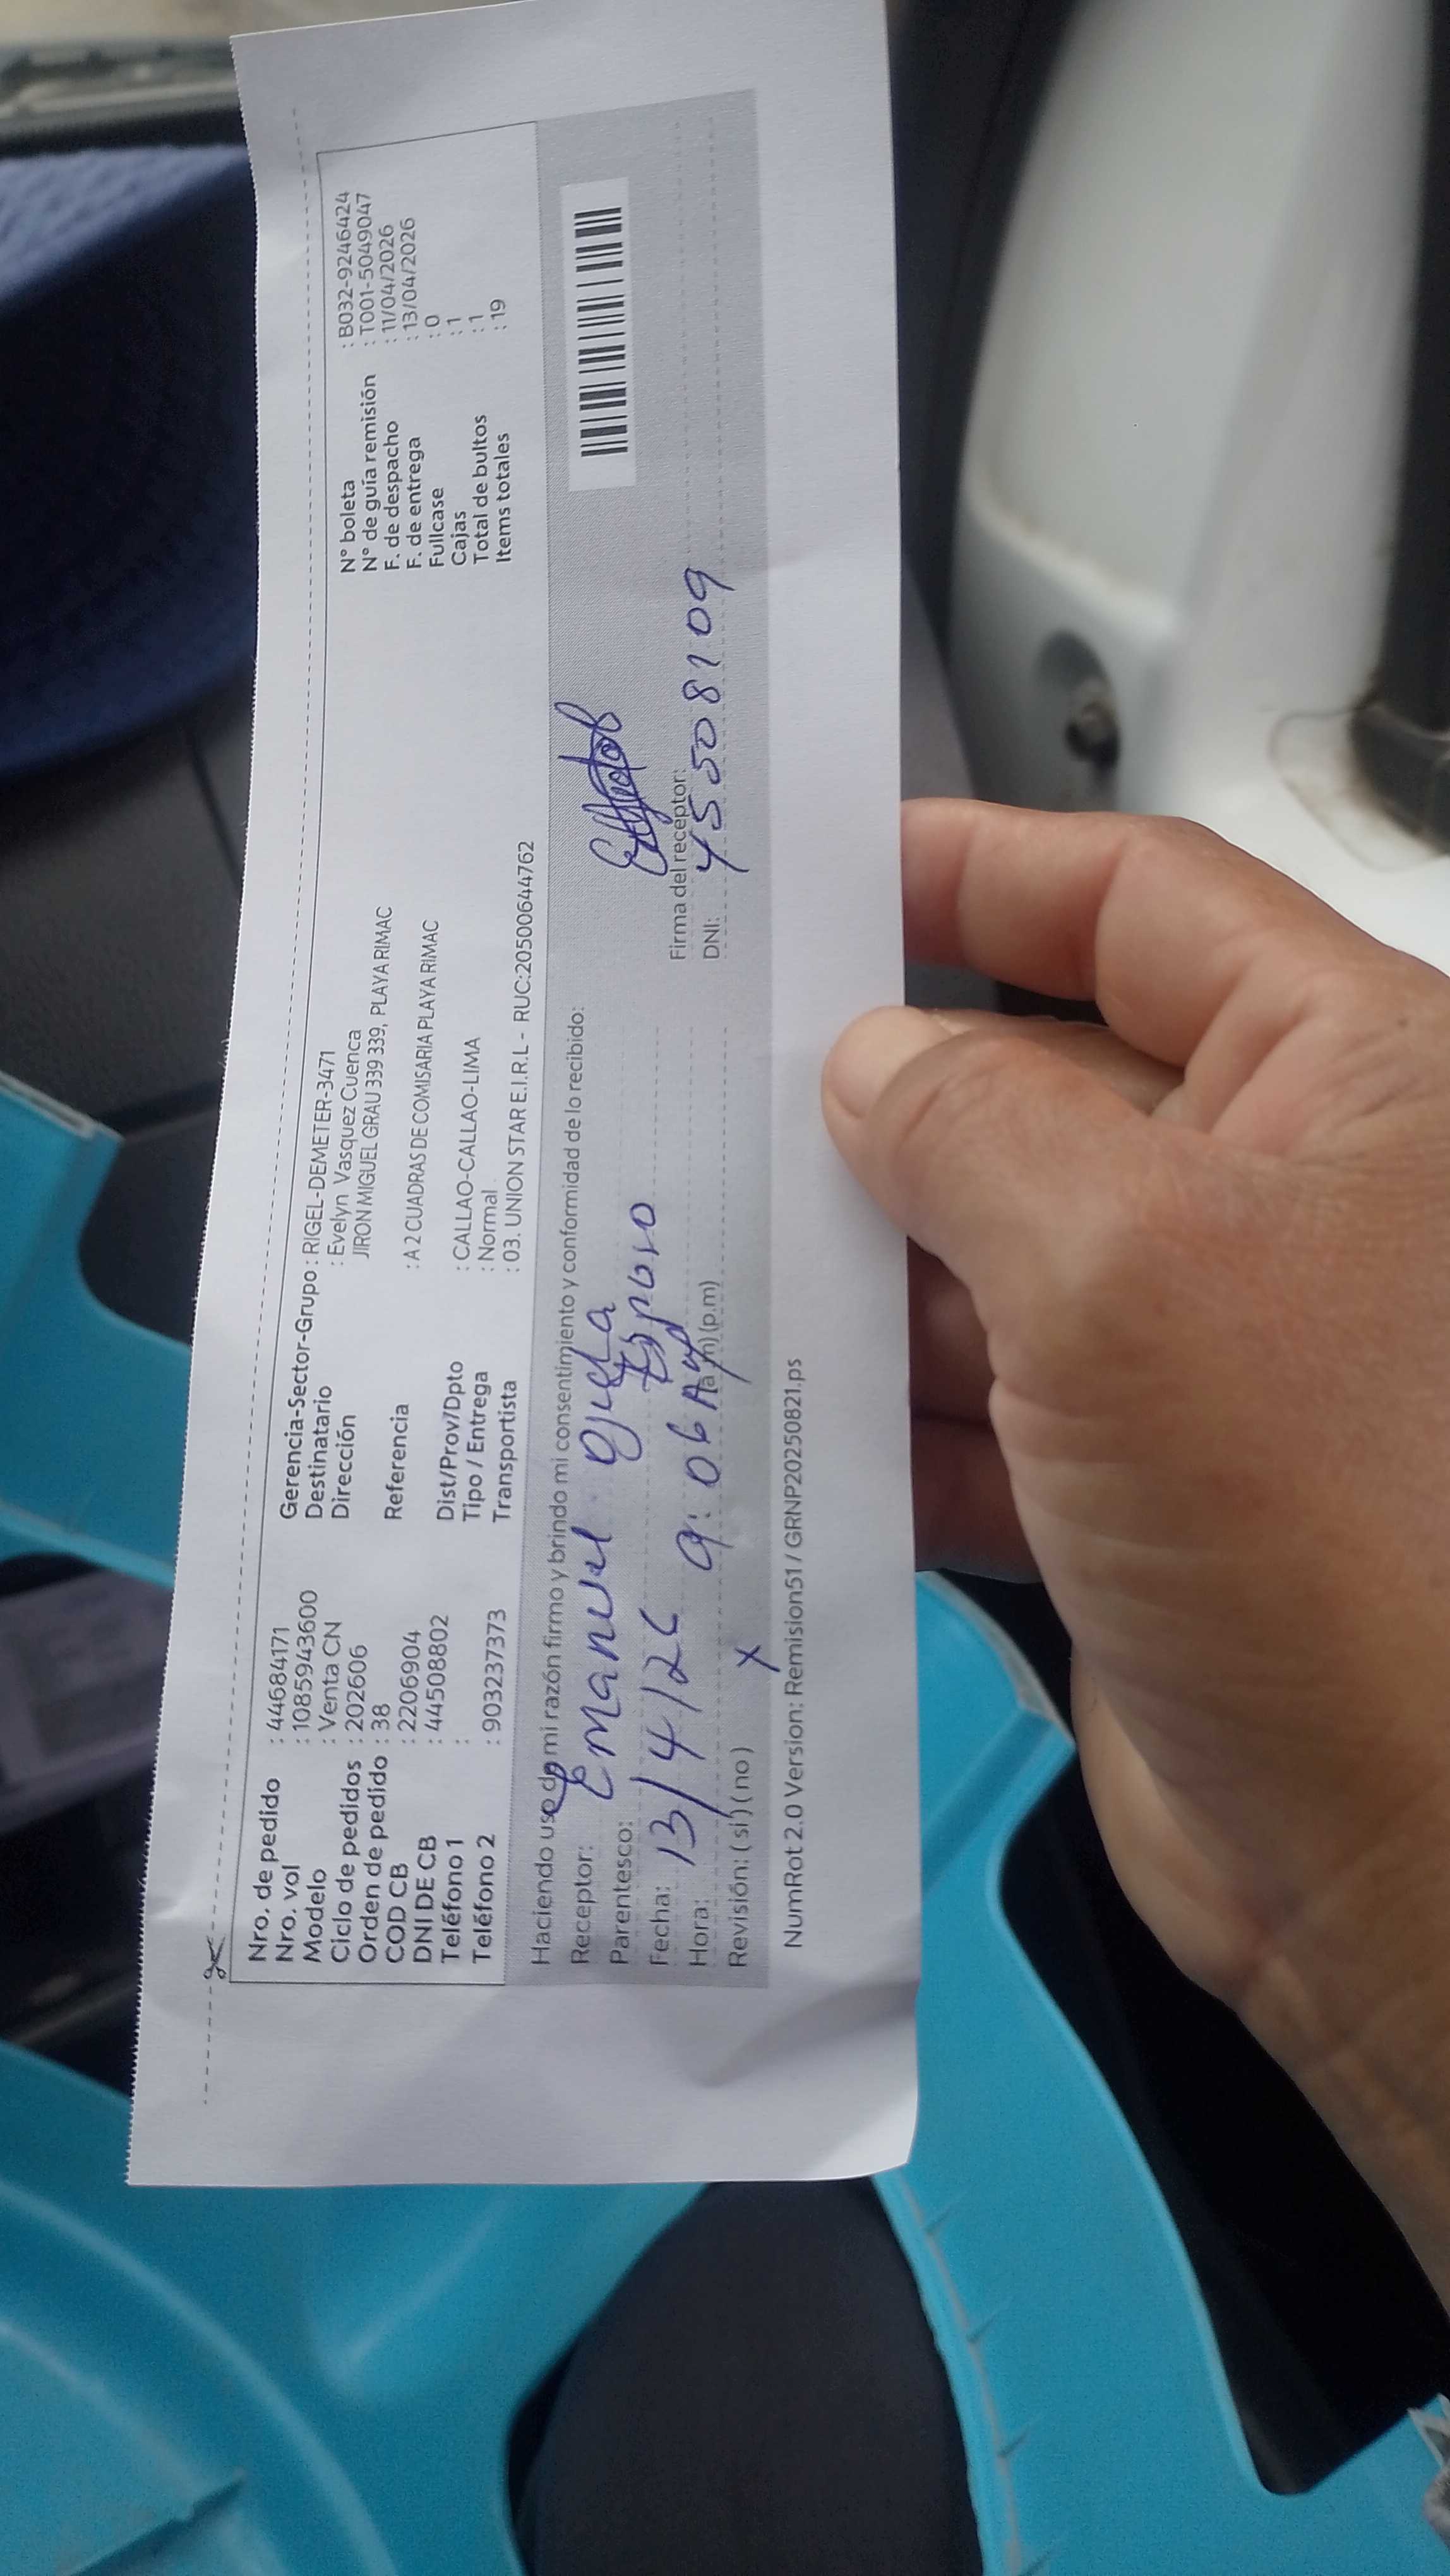 Nro. de pedido : 44684171
Nro. vol : 1085943600
Modelo : Venta CN
Ciclo de pedidos : 202606
Orden de pedido : 38
COD CB : 2206904
DNI DE CB : 44508802
Teléfono 1 :
Teléfono 2 : 903237373
Gerencia-Sector-Grupo : RIGEL-DEMETER-3471
Destinatario : Evelyn Vasquez Cuenca
Dirección JIRON MIGUEL GRAU 339 339, PLAYA RIMAC
Referencia : A 2 CUADRAS DE COMISARIA PLAYA RIMAC
Dist/Prov/Dpto : CALLAO-CALLAO-LIMA
Tipo / Entrega : Normal
Transportista : 03. UNION STAR E.I.R.L - RUC:20500644762
N° boleta : B032-9246424
N° de guía remisión : T001-5049047
F. de despacho : 11/04/2026
F. de entrega : 13/04/2026
Fullcase : 0
Cajas : 1
Total de bultos : 1
Items totales : 19
Haciendo uso de mi razón firmo y brindo mi consentimiento y conformidad de lo recibido:
Receptor: Emanuel
Parentesco:
Fecha: 13/4/26
Hora: 9:06 AM (a.m) (p.m)
Revisión: ( si ) ( no ) X
Firma del receptor:
DNI: 45508109
NumRot 2.0 Version: Remision51 / GRNP20250821.ps